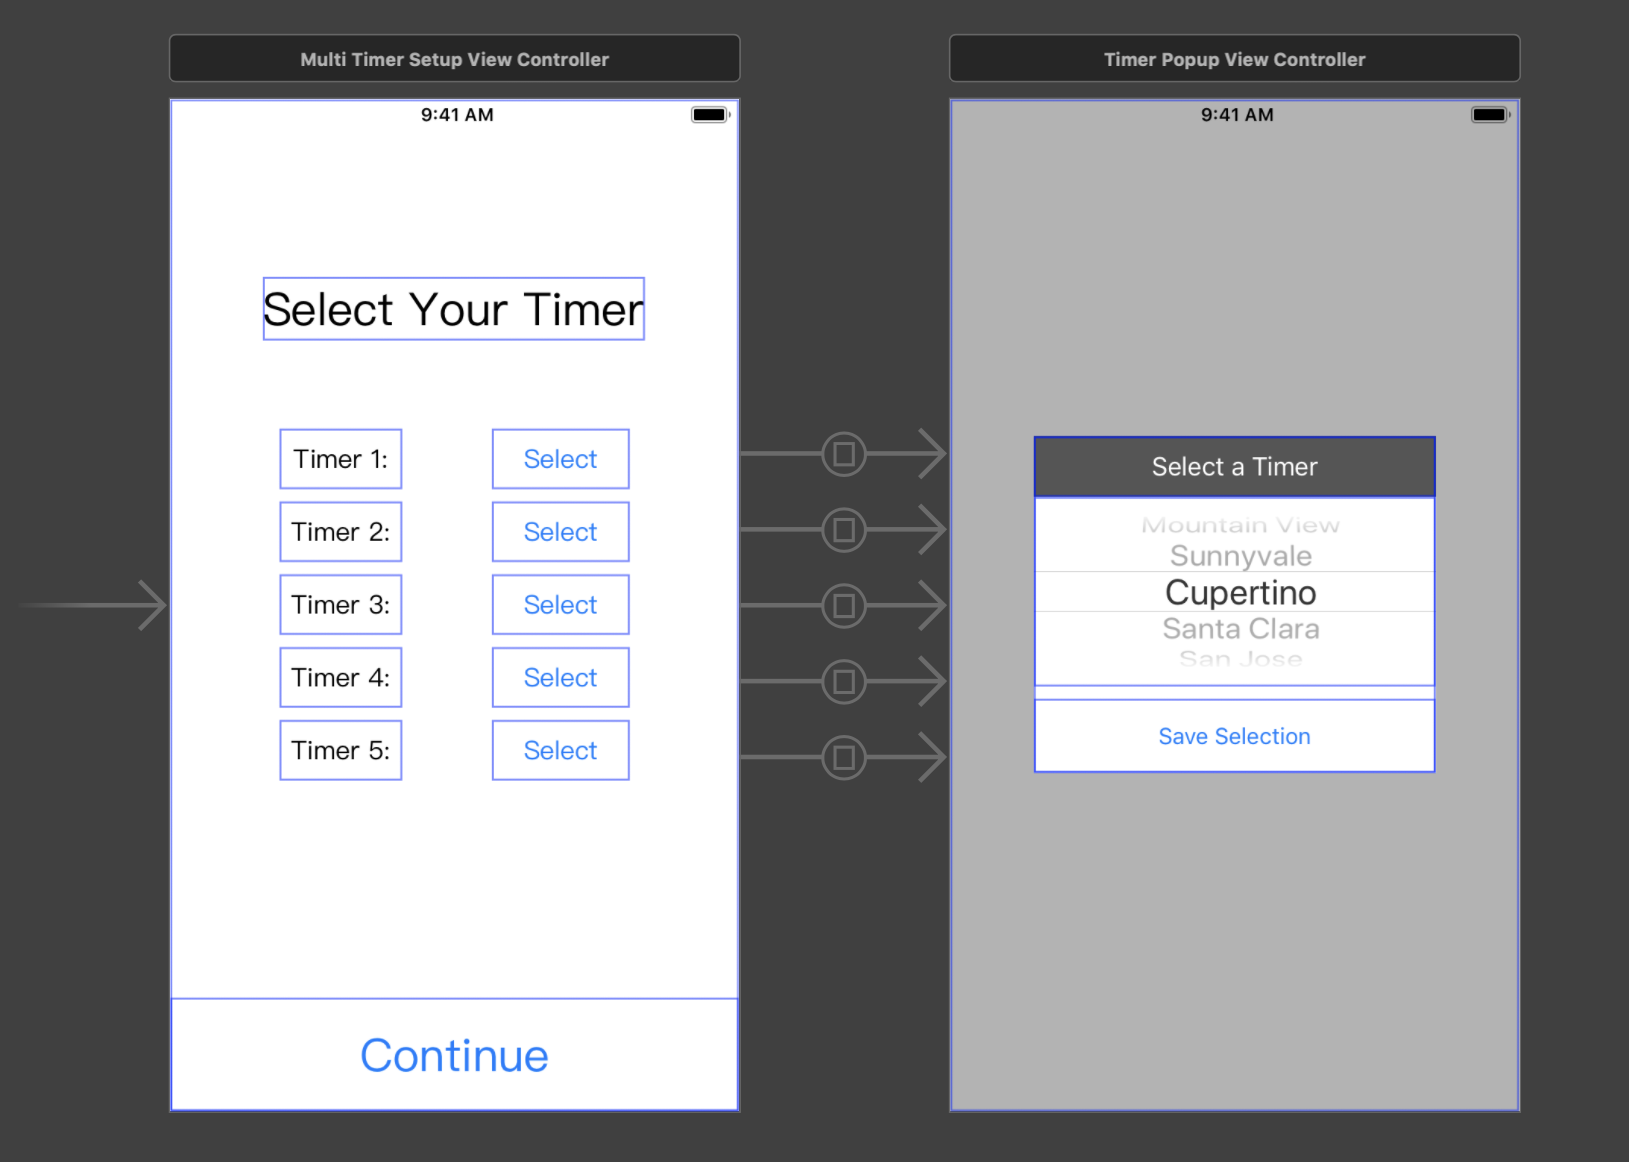 Multi Timer Setup View Controller
9:41 AM
Select Your Timer
Timer 1: Select
Timer 2: Select
Timer 3: Select
Timer 4: Select
Timer 5: Select
Continue
Timer Popup View Controller
9:41 AM
Select a Timer
Mountain View
Sunnyvale
Cupertino
Santa Clara
San Jose
Save Selection